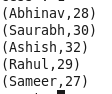 (Abhinav,28)
(Saurabh,30)
(Ashish,32)
(Rahul,29)
(Sameer,27)